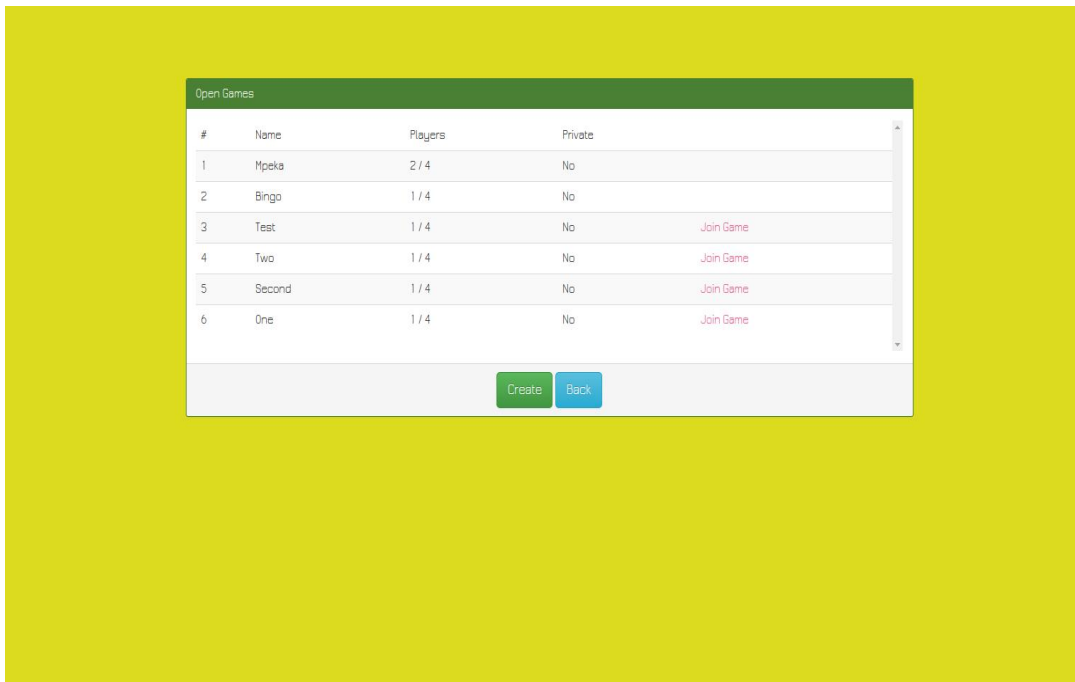 Open Games
# Name Players Private
1 Mpeka 2 / 4 No
2 Bingo 1 / 4 No
3 Test 1 / 4 No Join Game
4 Two 1 / 4 No Join Game
5 Second 1 / 4 No Join Game
6 One 1 / 4 No Join Game
Create Back